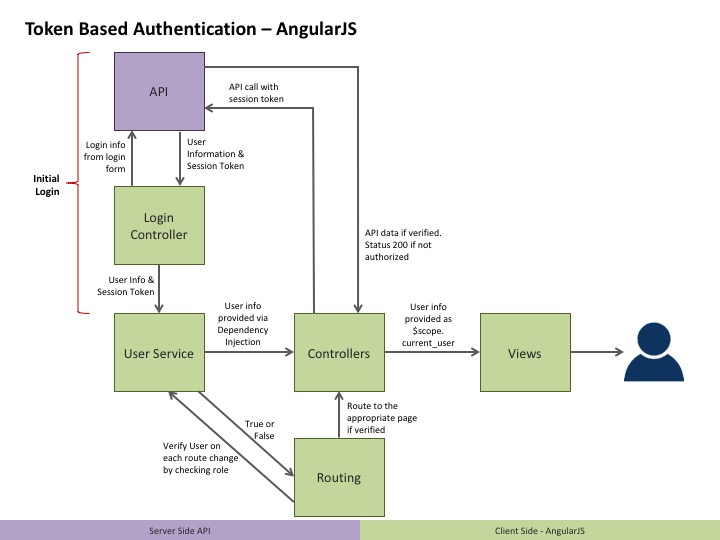 Token Based Authentication – AngularJS
API
API call with
session token
Login info
from login
form
User
Information &
Session Token
Initial
Login
Login
Controller
API data if verified.
Status 200 if not
authorized
User Info &
Session Token
User info
provided via
Dependency
Injection
User info
provided as
$scope.
current_user
User Service
Controllers
Views
Route to the
appropriate page
if verified
True or
False
Verify User on
each route change
by checking role
Routing
Server Side API
Client Side - AngularJS